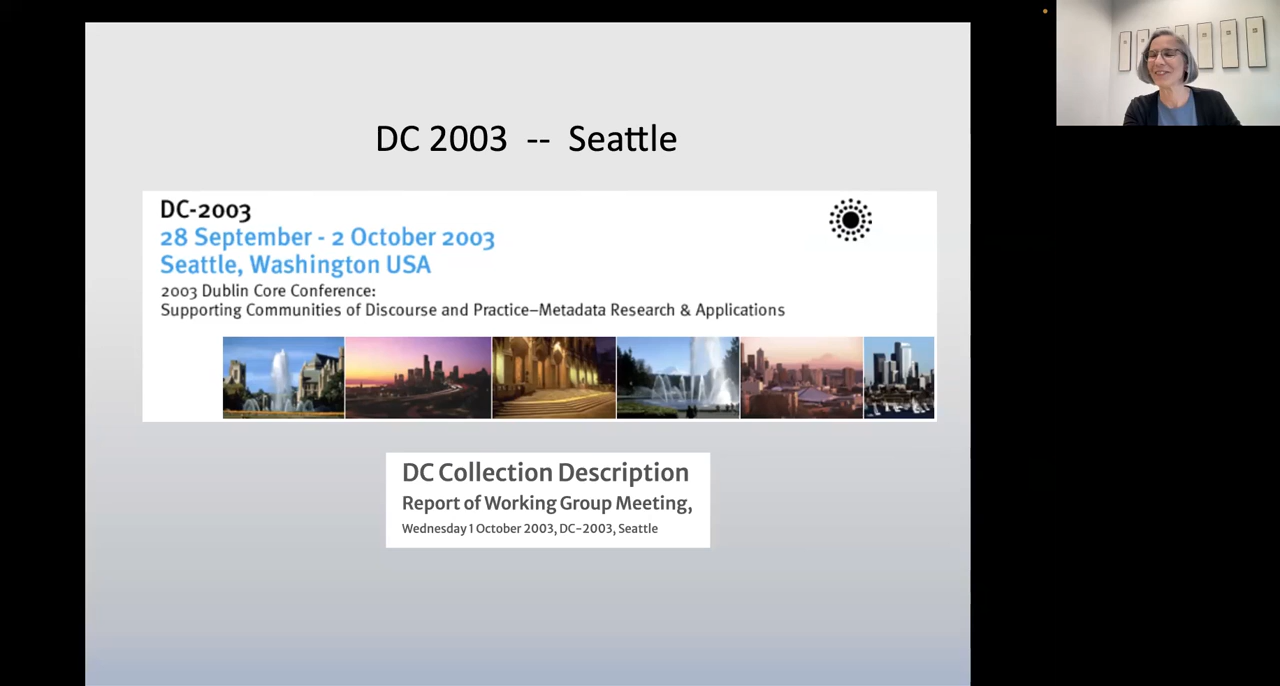 DC 2003 -- Seattle
DC-2003
28 September - 2 October 2003
Seattle, Washington USA
2003 Dublin Core Conference:
Supporting Communities of Discourse and Practice–Metadata Research & Applications
DC Collection Description
Report of Working Group Meeting,
Wednesday 1 October 2003, DC-2003, Seattle